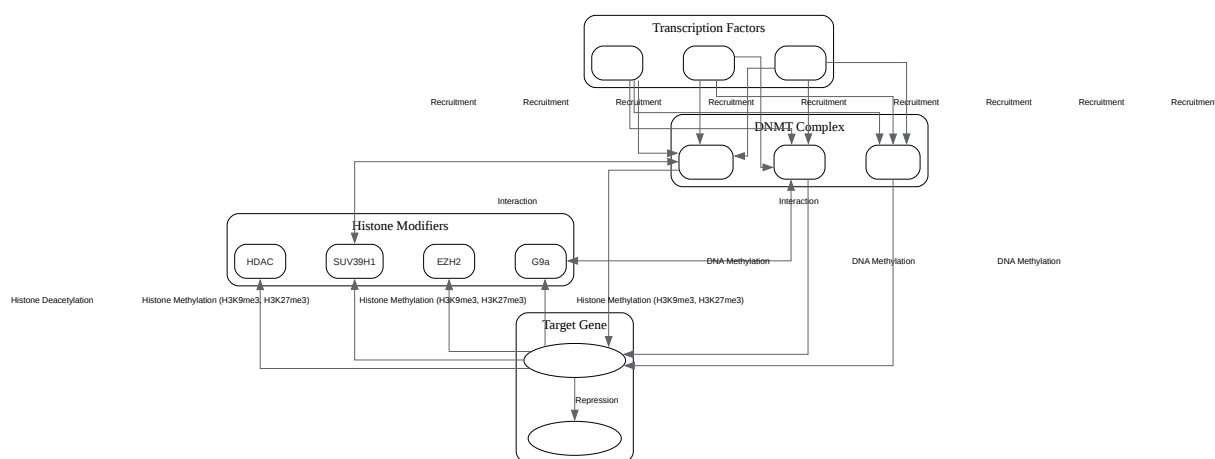 Transcription Factors
Recruitment
Recruitment
Recruitment
Recruitment
Recruitment
Recruitment
Recruitment
Recruitment
Recruitment
DNMT Complex
Interaction
Interaction
Histone Modifiers
HDAC
SUV39H1
EZH2
G9a
DNA Methylation
DNA Methylation
DNA Methylation
Histone Deacetylation
Histone Methylation (H3K9me3, H3K27me3)
Histone Methylation (H3K9me3, H3K27me3)
Histone Methylation (H3K9me3, H3K27me3)
Target Gene
Repression